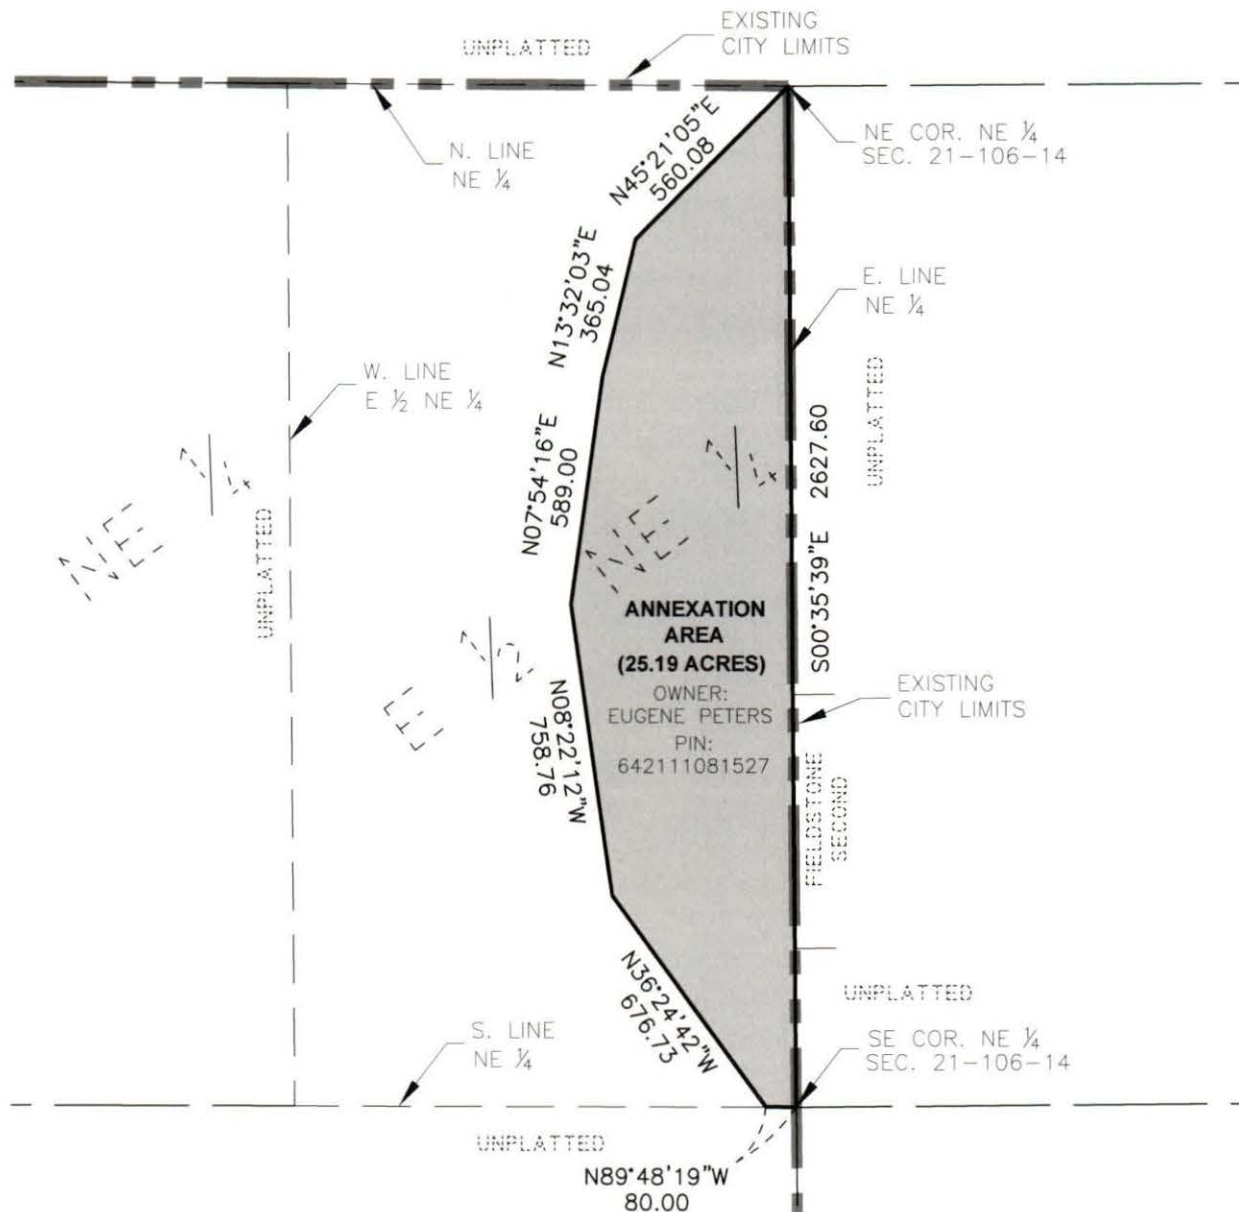 UNPLATTED
EXISTING
CITY LIMITS
N. LINE
NE ¼
N45°21'05"E
560.08
NE COR. NE ¼
SEC. 21-106-14
N13°32'03"E
365.04
E. LINE
NE ¼
W. LINE
E ½ NE ¼
UNPLATTED
NE ¼
UNPLATTED
N07°54'16"E
589.00
NE ¼
S00°35'39"E 2627.60
E ½
ANNEXATION
AREA
(25.19 ACRES)
OWNER:
EUGENE PETERS
PIN:
642111081527
EXISTING
CITY LIMITS
N08°22'12"W
758.76
FIELDSTONE
SECOND
N36°24'42"W
676.73
UNPLATTED
S. LINE
NE ¼
SE COR. NE ¼
SEC. 21-106-14
UNPLATTED
N89°48'19"W
80.00